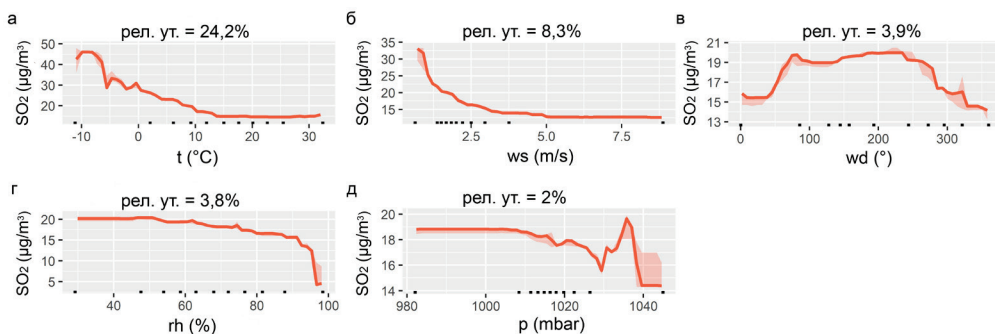 а
рел. ут. = 24,2%
SO2 (µg/m³)
50
40
30
20
-10
0
10
20
30
t (°C)
б
рел. ут. = 8,3%
SO2 (µg/m³)
35
30
25
20
15
2.5
5.0
7.5
ws (m/s)
в
рел. ут. = 3,9%
SO2 (µg/m³)
21
19
17
15
13
0
100
200
300
wd (°)
г
рел. ут. = 3,8%
SO2 (µg/m³)
20
15
10
5
40
60
80
100
rh (%)
д
рел. ут. = 2%
SO2 (µg/m³)
20
18
16
14
980
1000
1020
1040
p (mbar)